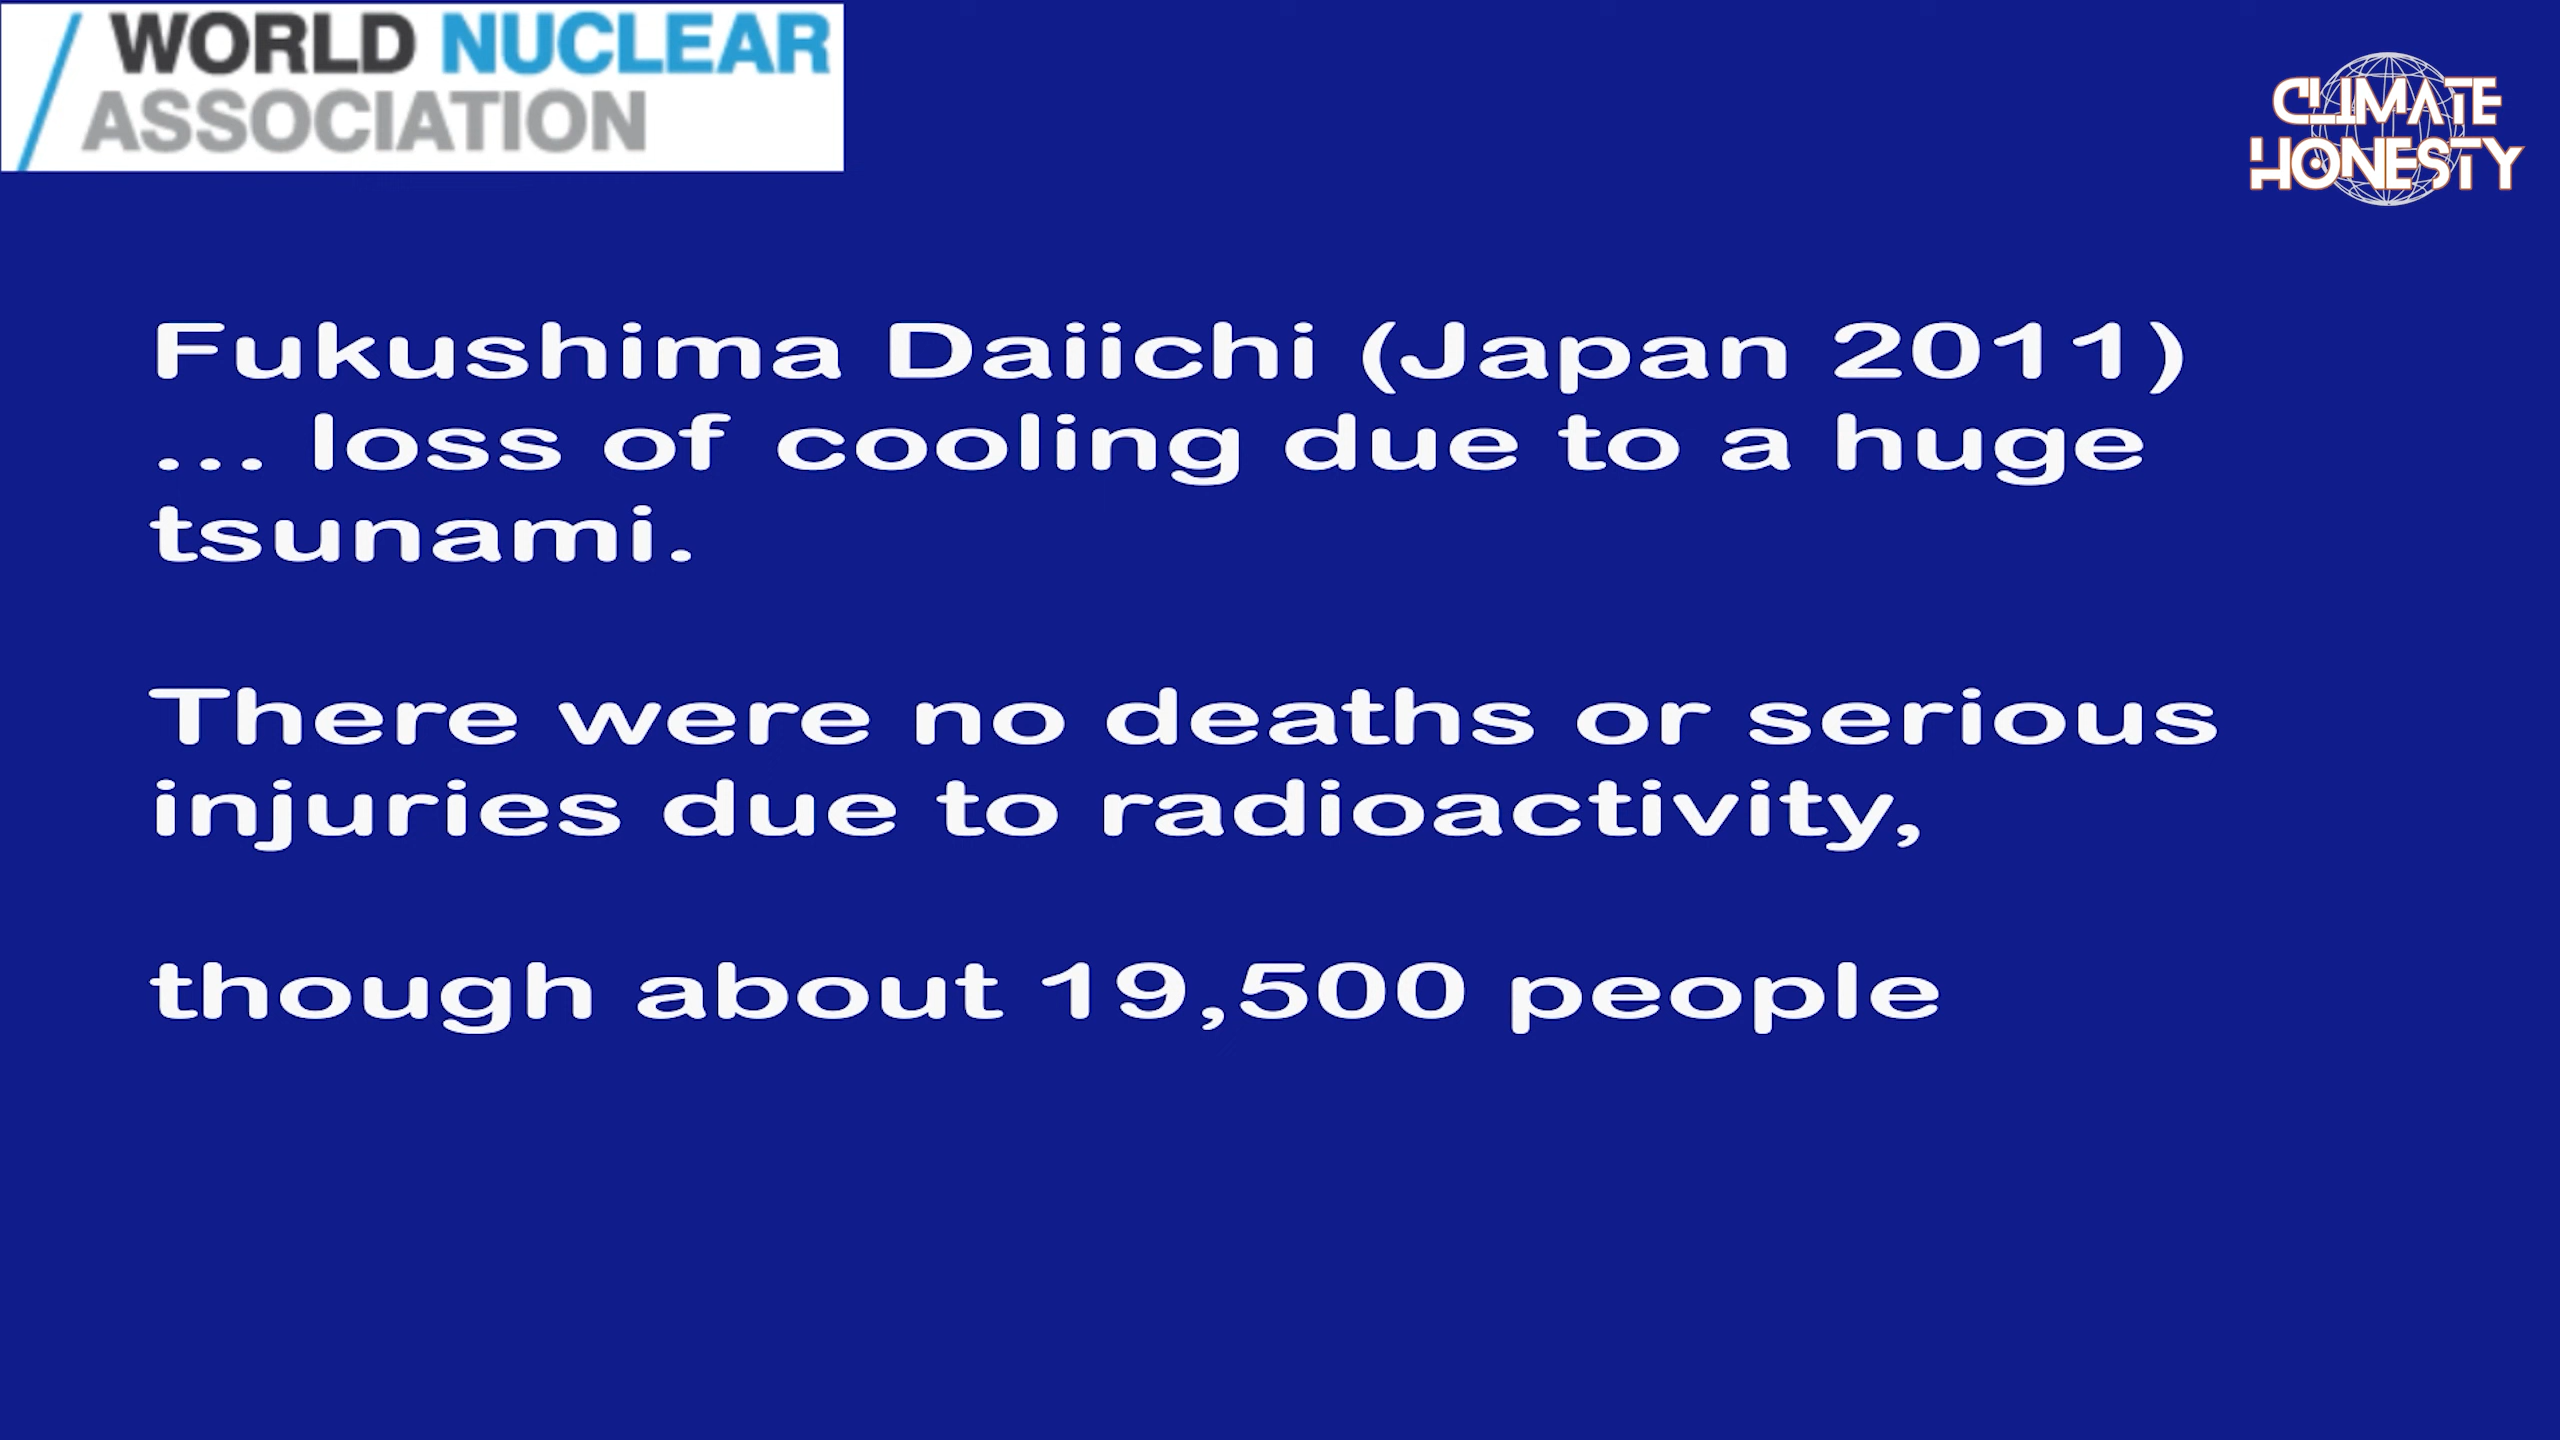 WORLD NUCLEAR
ASSOCIATION
CLIMATE
HONESTY
Fukushima Daiichi (Japan 2011)
... loss of cooling due to a huge
tsunami.
There were no deaths or serious
injuries due to radioactivity,
though about 19,500 people